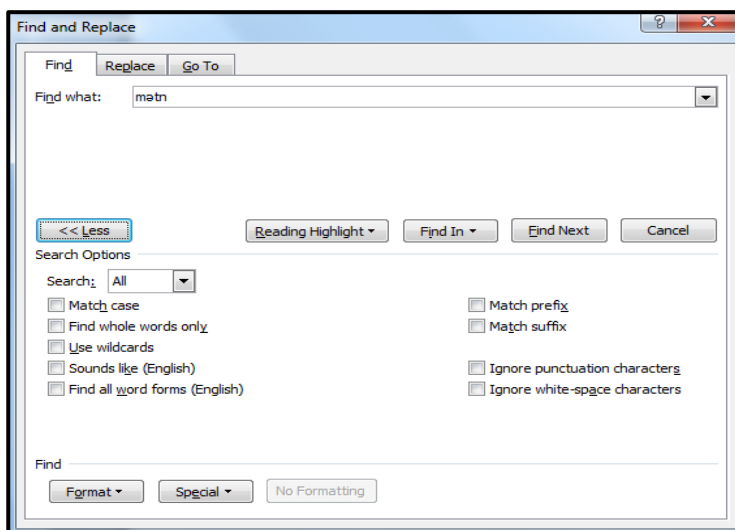 Find and Replace
Find Replace Go To
Find what: mətn
<< Less Reading Highlight Find In Find Next Cancel
Search Options
Search: All
Match case Match prefix
Find whole words only Match suffix
Use wildcards
Sounds like (English) Ignore punctuation characters
Find all word forms (English) Ignore white-space characters
Find
Format Special No Formatting